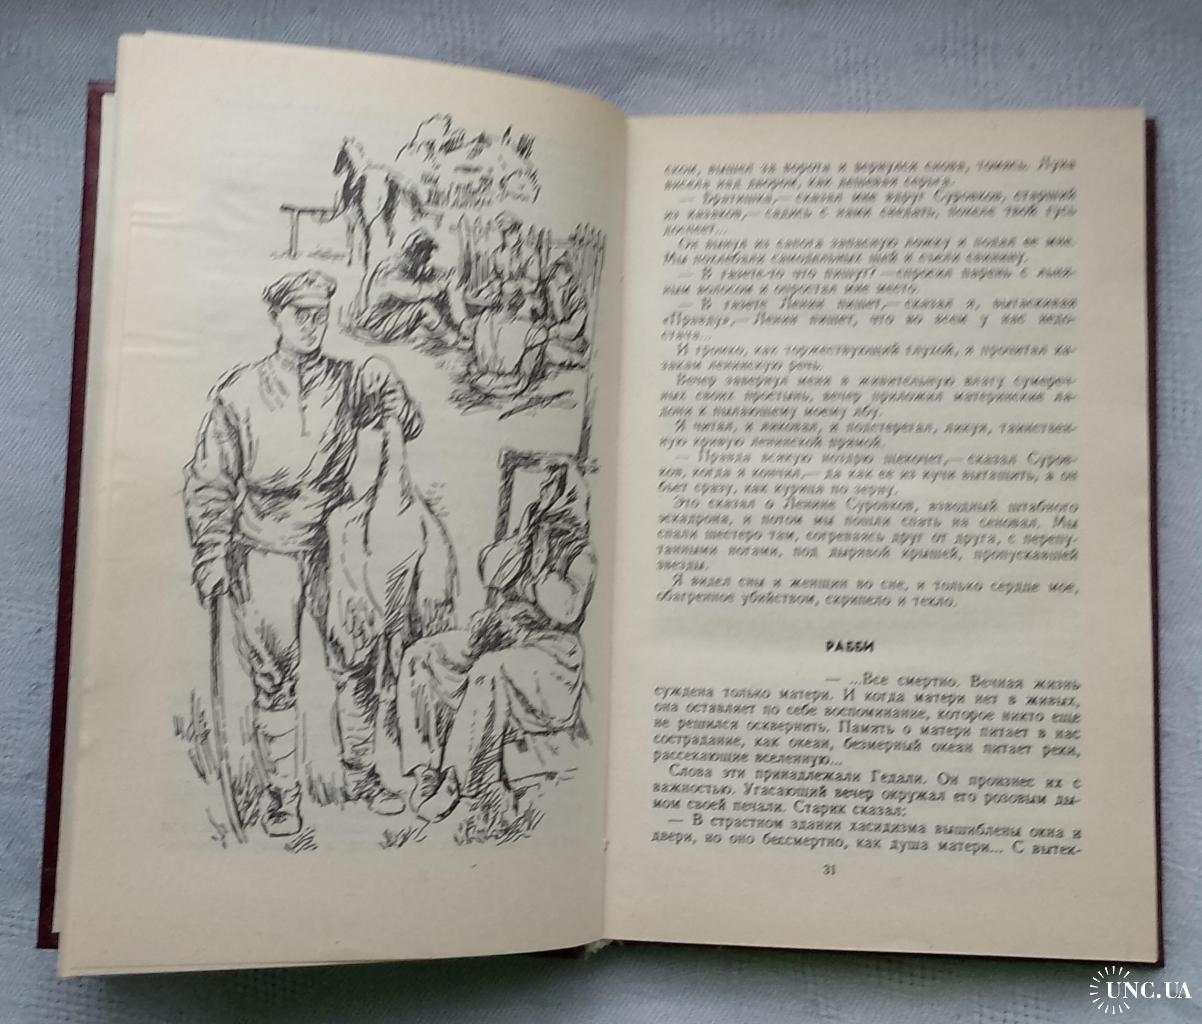 ском, вышел за ворота и вернулся снова, томясь. Луна
висела над двором, как дешевая серьга.
— Братишка,— сказал мне вдруг Суровков, старший
из казаков,— садись с нами снедать, покеле твой гусь
доспеет...
Он вынул из сапога запасную ложку и подал ее мне.
Мы похлебали самодельных щей и съели свинину.
— В газете-то что пишут? — спросил парень с льня-
ным волосом и опростал мне место.
— В газете Ленин пишет,— сказал я, вытаскивая
«Правду»,— Ленин пишет, что во всем у нас недо-
стача...
И громко, как торжествующий глухой, я прочитал ка-
закам ленинскую речь.
Вечер завернул меня в живительную влагу сумереч-
ных своих простынь, вечер приложил материнские ла-
дони к пылающему моему лбу.
Я читал, и ликовал, и подстерегал, ликуя, таинствен-
ную кривую ленинской прямой.
— Правда всякую ноздрю щекочет,— сказал Суров-
ков, когда я кончил,— да как ее из кучи вытащить, а он
бьет сразу, как курица по зерну.
Это сказал о Ленине Суровков, взводный штабного
эскадрона, и потом мы пошли спать на сеновал. Мы
спали шестеро там, согреваясь друг от друга, с перепу-
танными ногами, под дырявой крышей, пропускавшей
звезды.
Я видел сны и женщин во сне, и только сердце мое,
обагренное убийством, скрипело и текло.
РАББИ
— ...Все смертно. Вечная жизнь
суждена только матери. И когда матери нет в живых,
она оставляет по себе воспоминание, которое никто еще
не решился осквернить. Память о матери питает в нас
сострадание, как океан, безмерный океан питает реки,
рассекающие вселенную...
Слова эти принадлежали Гедали. Он произнес их с
важностью. Угасающий вечер окружал его розовым ды-
мом своей печали. Старик сказал:
— В страстном здании хасидизма вышиблены окна и
двери, но оно бессмертно, как душа матери... С вытек-
31
UNC.UA